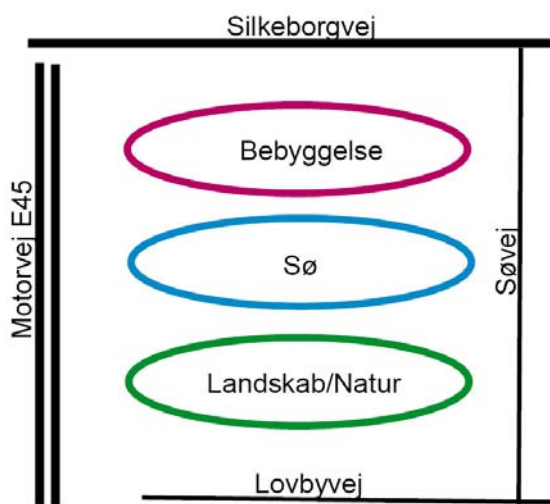 Silkeborgvej
Motorvej E45
Bebyggelse
Sø
Søvej
Landskab/Natur
Lovbyvej